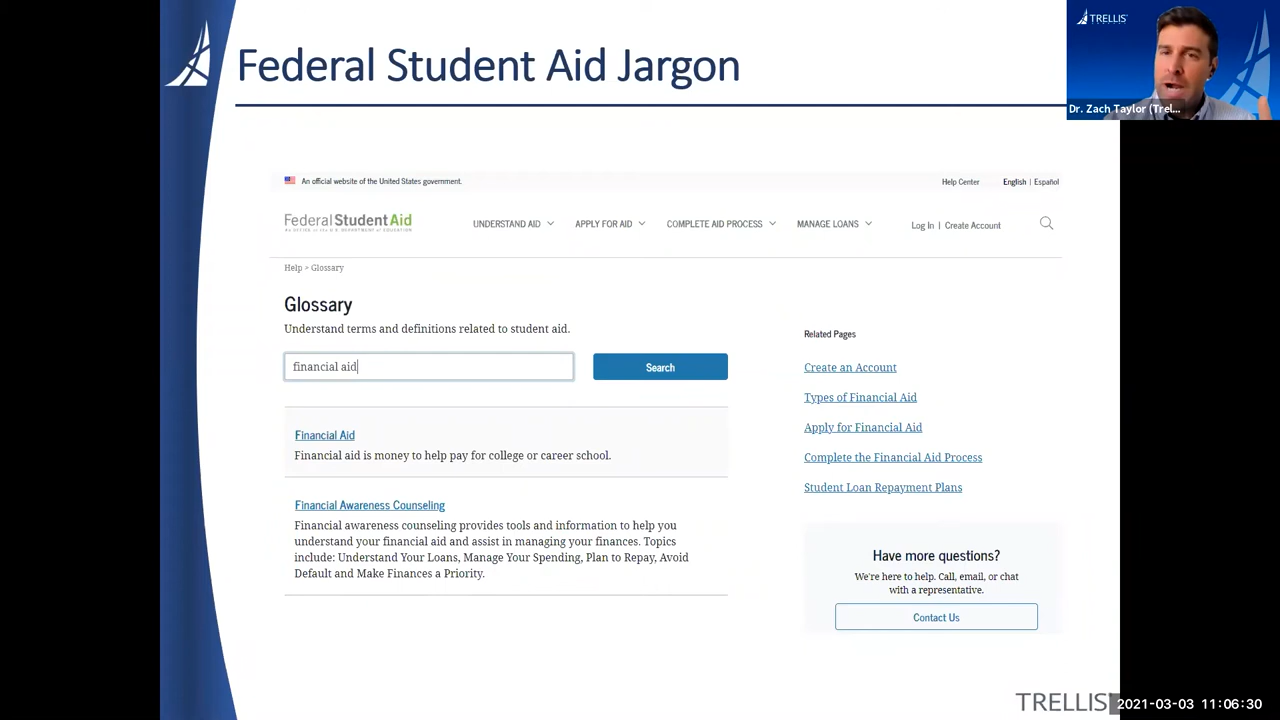 Federal Student Aid Jargon
TRELLIS
Dr. Zach Taylor (Trel...
An official website of the United States government.
Help Center
English | Español
Federal Student Aid
AN OFFICE of the U.S. DEPARTMENT of EDUCATION
UNDERSTAND AID
APPLY FOR AID
COMPLETE AID PROCESS
MANAGE LOANS
Log In | Create Account
Help > Glossary
Glossary
Understand terms and definitions related to student aid.
financial aid
Search
Financial Aid
Financial aid is money to help pay for college or career school.
Financial Awareness Counseling
Financial awareness counseling provides tools and information to help you
understand your financial aid and assist in managing your finances. Topics
include: Understand Your Loans, Manage Your Spending, Plan to Repay, Avoid
Default and Make Finances a Priority.
Related Pages
Create an Account
Types of Financial Aid
Apply for Financial Aid
Complete the Financial Aid Process
Student Loan Repayment Plans
Have more questions?
We're here to help. Call, email, or chat
with a representative.
Contact Us
TRELLIS
2021-03-03 11:06:30